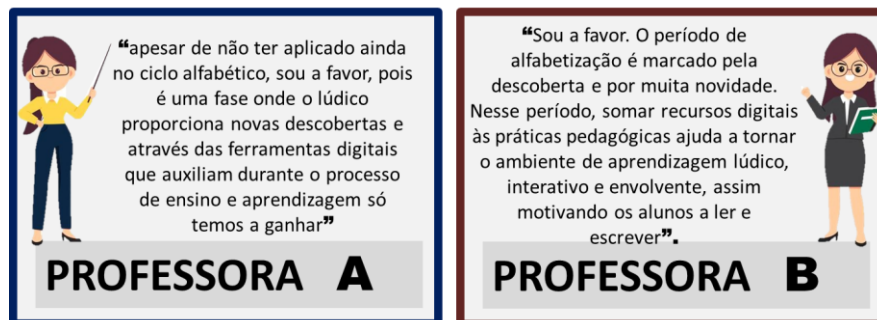 ❝apesar de não ter aplicado ainda
no ciclo alfabético, sou a favor, pois
é uma fase onde o lúdico
proporciona novas descobertas e
através das ferramentas digitais
que auxiliam durante o processo
de ensino e aprendizagem só
temos a ganhar❞
PROFESSORA A
❝Sou a favor. O período de
alfabetização é marcado pela
descoberta e por muita novidade.
Nesse período, somar recursos digitais
às práticas pedagógicas ajuda a tornar
o ambiente de aprendizagem lúdico,
interativo e envolvente, assim
motivando os alunos a ler e
escrever❞.
PROFESSORA B